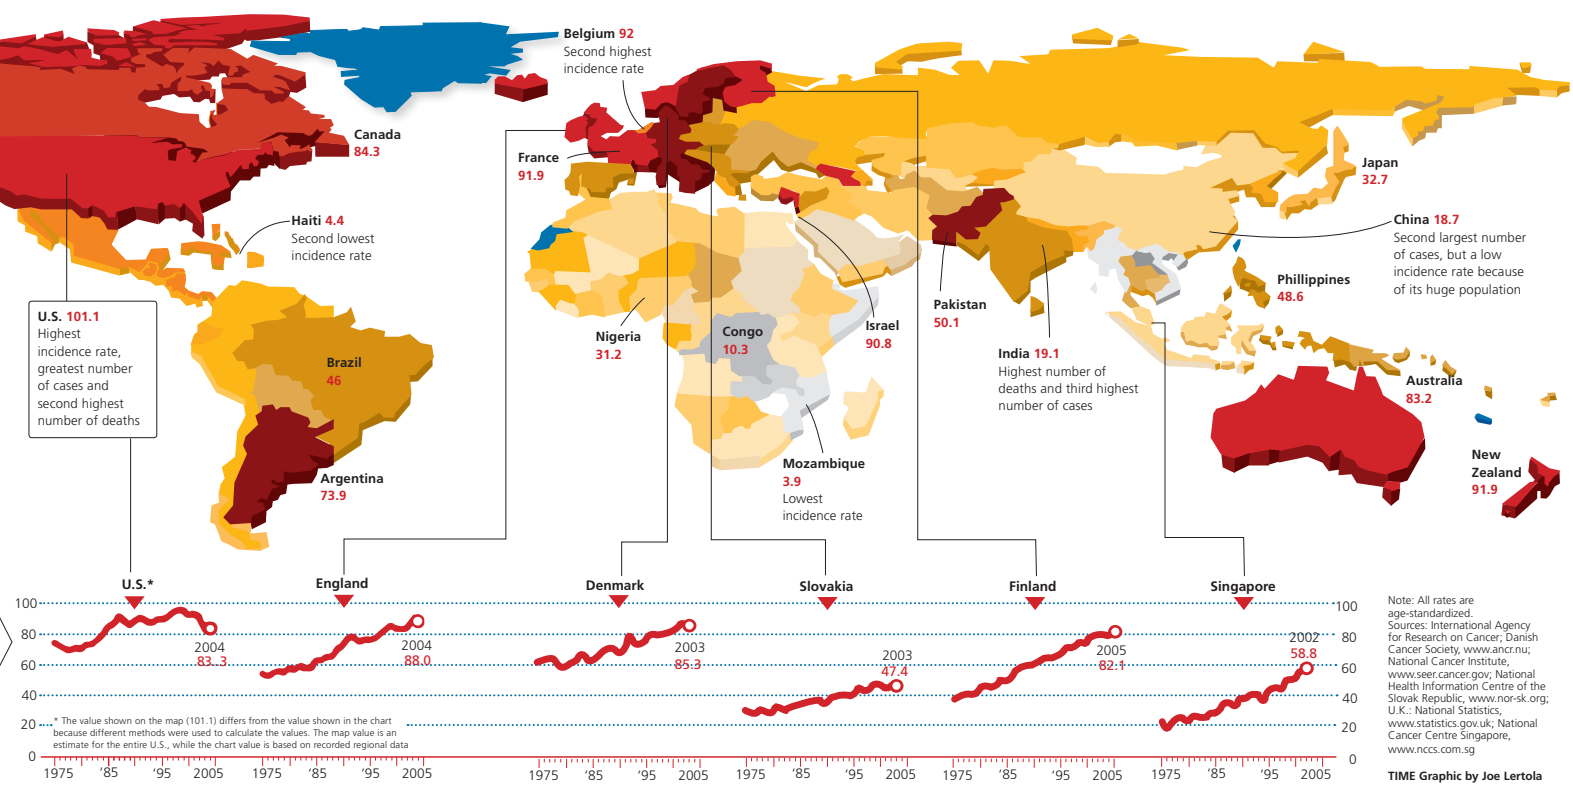 Belgium 92
Second highest
incidence rate
Canada
84.3
France
91.9
Japan
32.7
Haiti 4.4
Second lowest
incidence rate
China 18.7
Second largest number
of cases, but a low
incidence rate because
of its huge population
Phillippines
48.6
Pakistan
50.1
Israel
90.8
Nigeria
31.2
Congo
10.3
U.S. 101.1
Highest
incidence rate,
greatest number
of cases and
second highest
number of deaths
Brazil
46
India 19.1
Highest number of
deaths and third highest
number of cases
Australia
83.2
Argentina
73.9
Mozambique
3.9
Lowest
incidence rate
New
Zealand
91.9
U.S.*
England
Denmark
Slovakia
Finland
Singapore
100
80
60
40
20
0
2004
83. 3
2004
88.0
2003
85.3
2003
47.4
2005
82.1
2002
58.8
100
80
60
40
20
0
* The value shown on the map (101.1) differs from the value shown in the chart
because different methods were used to calculate the values. The map value is an
estimate for the entire U.S., while the chart value is based on recorded regional data
1975 '85 '95 2005
1975 '85 '95 2005
1975 '85 '95 2005
1975 '85 '95 2005
1975 '85 '95 2005
1975 '85 '95 2005
Note: All rates are
age-standardized.
Sources: International Agency
for Research on Cancer; Danish
Cancer Society, www.ancr.nu;
National Cancer Institute,
www.seer.cancer.gov; National
Health Information Centre of the
Slovak Republic, www.nor-sk.org;
U.K.: National Statistics,
www.statistics.gov.uk; National
Cancer Centre Singapore,
www.nccs.com.sg
TIME Graphic by Joe Lertola